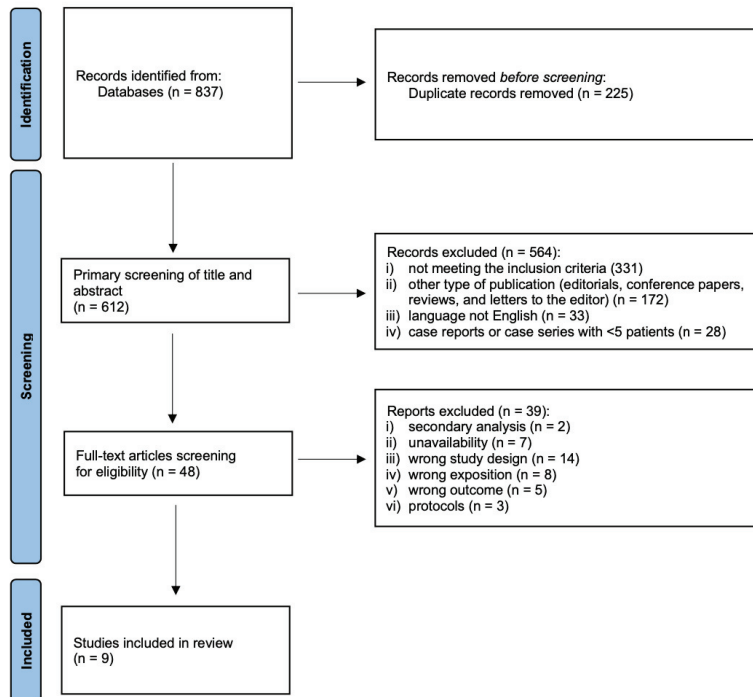 Identification
Records identified from:
Databases (n = 837)
Records removed before screening:
Duplicate records removed (n = 225)
Screening
Primary screening of title and
abstract
(n = 612)
Records excluded (n = 564):
i) not meeting the inclusion criteria (331)
ii) other type of publication (editorials, conference papers,
reviews, and letters to the editor) (n = 172)
iii) language not English (n = 33)
iv) case reports or case series with <5 patients (n = 28)
Full-text articles screening
for eligibility (n = 48)
Reports excluded (n = 39):
i) secondary analysis (n = 2)
ii) unavailability (n = 7)
iii) wrong study design (n = 14)
iv) wrong exposition (n = 8)
v) wrong outcome (n = 5)
vi) protocols (n = 3)
Included
Studies included in review
(n = 9)